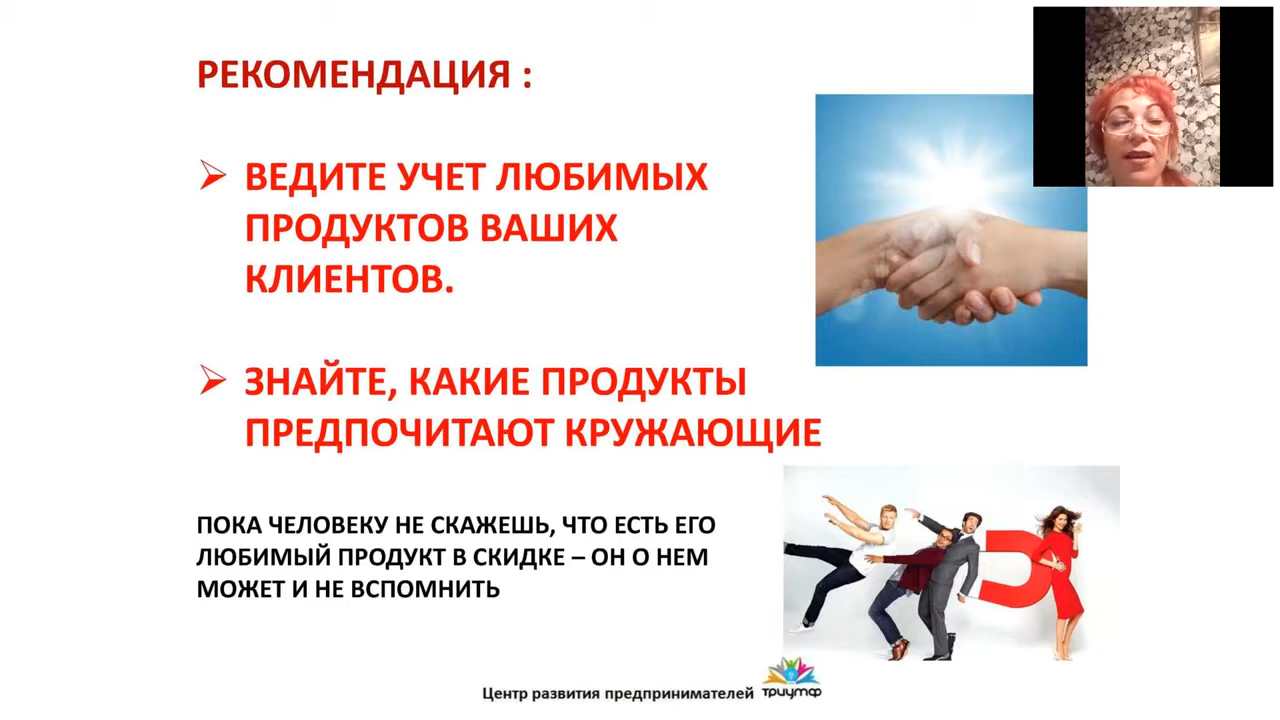 РЕКОМЕНДАЦИЯ :
ВЕДИТЕ УЧЕТ ЛЮБИМЫХ
ПРОДУКТОВ ВАШИХ
КЛИЕНТОВ.
ЗНАЙТЕ, КАКИЕ ПРОДУКТЫ
ПРЕДПОЧИТАЮТ КРУЖАЮЩИЕ
ПОКА ЧЕЛОВЕКУ НЕ СКАЖЕШЬ, ЧТО ЕСТЬ ЕГО
ЛЮБИМЫЙ ПРОДУКТ В СКИДКЕ – ОН О НЕМ
МОЖЕТ И НЕ ВСПОМНИТЬ
Центр развития предпринимателей триумф